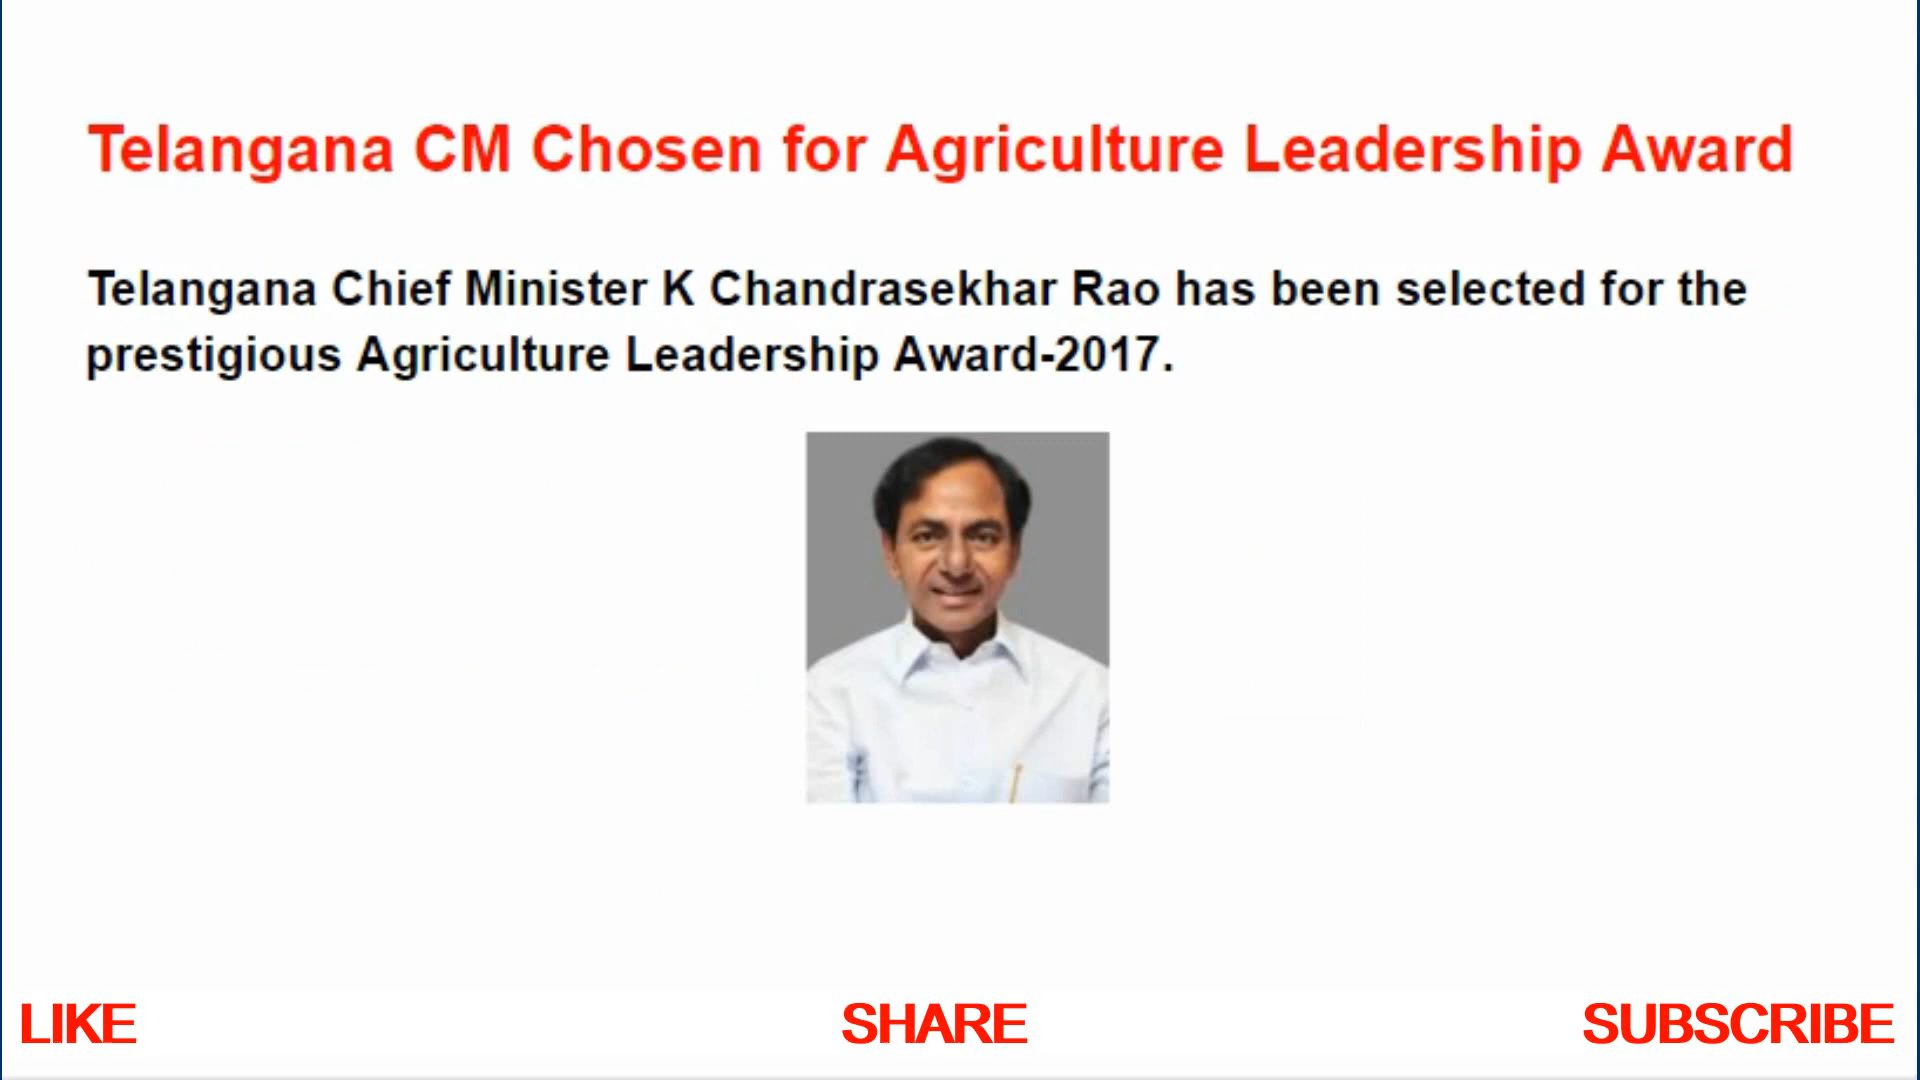 Telangana CM Chosen for Agriculture Leadership Award
Telangana Chief Minister K Chandrasekhar Rao has been selected for the
prestigious Agriculture Leadership Award-2017.
LIKE SHARE SUBSCRIBE